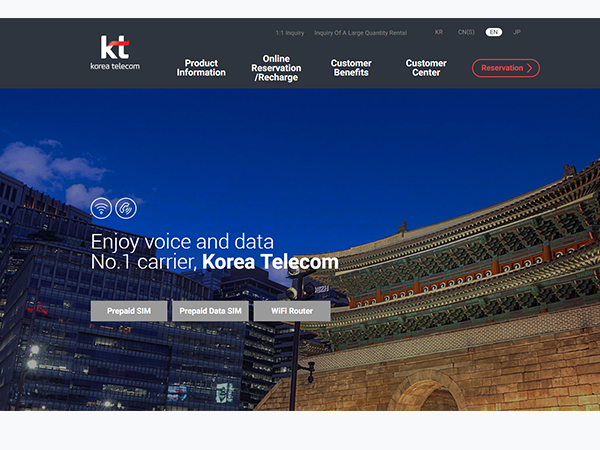 1:1 Inquiry Inquiry Of A Large Quantity Rental KR CN(S) EN JP
kt
korea telecom
Product
Information
Online
Reservation
/Recharge
Customer
Benefits
Customer
Center
Reservation
Enjoy voice and data
No.1 carrier, Korea Telecom
Prepaid SIM Prepaid Data SIM WiFi Router